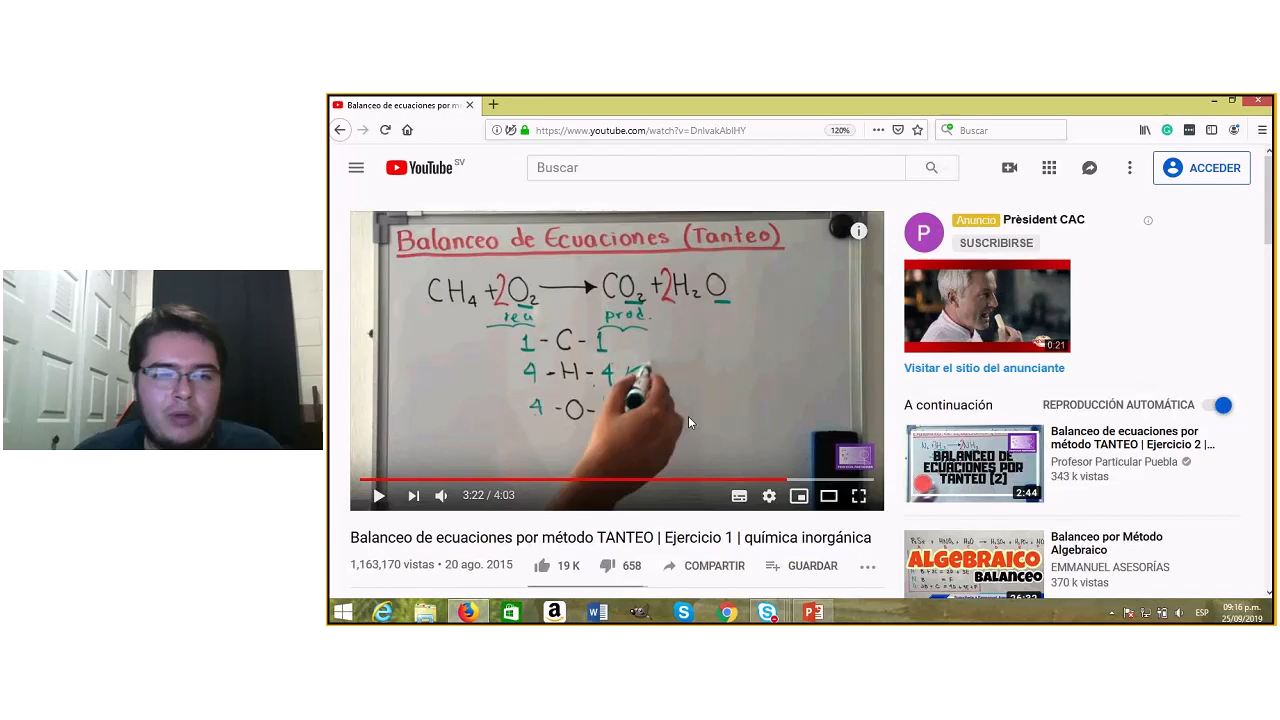 Balanceo de ecuaciones por m
https://www.youtube.com/watch?v=DnIvakAbIHY
120%
Buscar
YouTube SV
Buscar
ACCEDER
Balanceo de Ecuaciones (Tanteo)
CH4 + 2O2 → CO2 + 2H2O
rea prod.
1 - C - 1
4 - H - 4
4 - O -
3:22 / 4:03
Balanceo de ecuaciones por método TANTEO | Ejercicio 1 | química inorgánica
1,163,170 vistas • 20 ago. 2015
19 K
658
COMPARTIR
GUARDAR
P
Anuncio Prèsident CAC
SUSCRIBIRSE
0:21
Visitar el sitio del anunciante
A continuación
REPRODUCCIÓN AUTOMÁTICA
BALANCEO DE
ECUACIONES POR
TANTEO [2]
2:44
Balanceo de ecuaciones por
método TANTEO | Ejercicio 2 |...
Profesor Particular Puebla
343 k vistas
ALGEBRAICO
BALANCEO
26:32
Balanceo por Método
Algebraico
EMMANUEL ASESORÍAS
370 k vistas
ESP
09:16 p.m.
25/09/2019